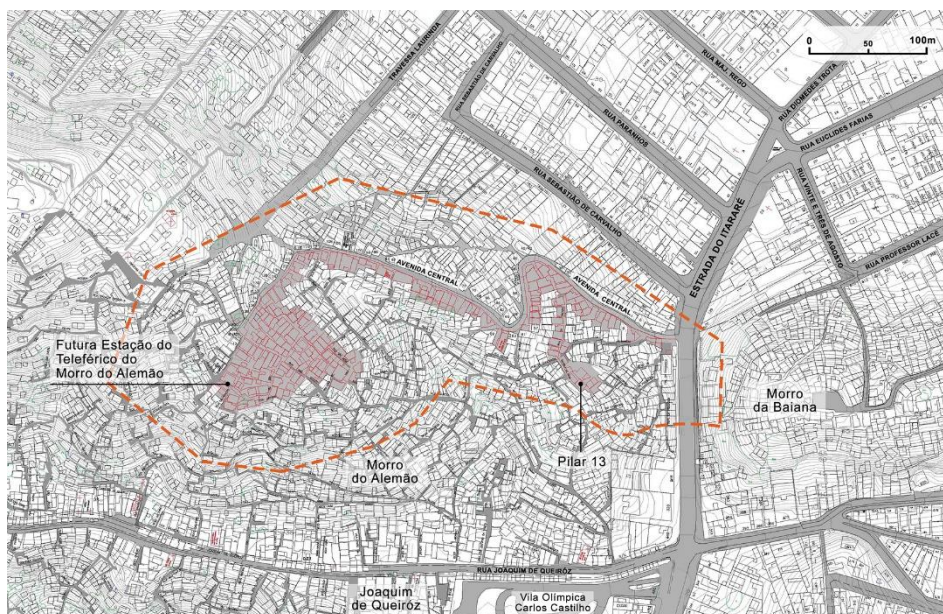 0 50 100m
TRAVESSA LAURINDA
RUA SEBASTIÃO DE CARVALHO
RUA MAJ. REGO
RUA DIOMEDES TROTA
RUA PARANHOS
RUA EUCLIDES FARIAS
RUA SEBASTIÃO DE CARVALHO
RUA VINTE E TRÊS DE AGOSTO
ESTRADA DO ITARARÉ
RUA PROFESSOR LACÉ
AVENIDA CENTRAL
AVENIDA CENTRAL
Futura Estação do
Teleférico do
Morro do Alemão
Morro
da Baiana
Pilar 13
Morro
do Alemão
RUA JOAQUIM DE QUEIRÓZ
Joaquim
de Queiróz
Vila Olímpica
Carlos Castilho